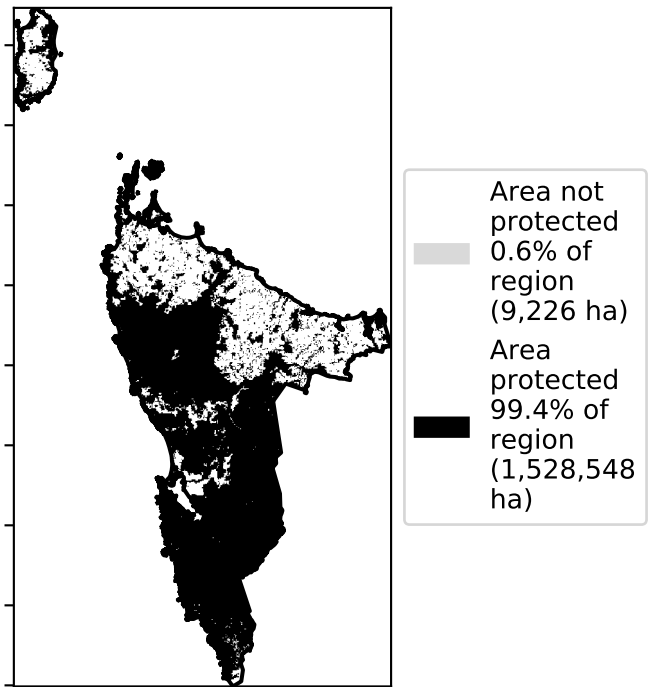 Area not
protected
0.6% of
region
(9,226 ha)
Area
protected
99.4% of
region
(1,528,548
ha)